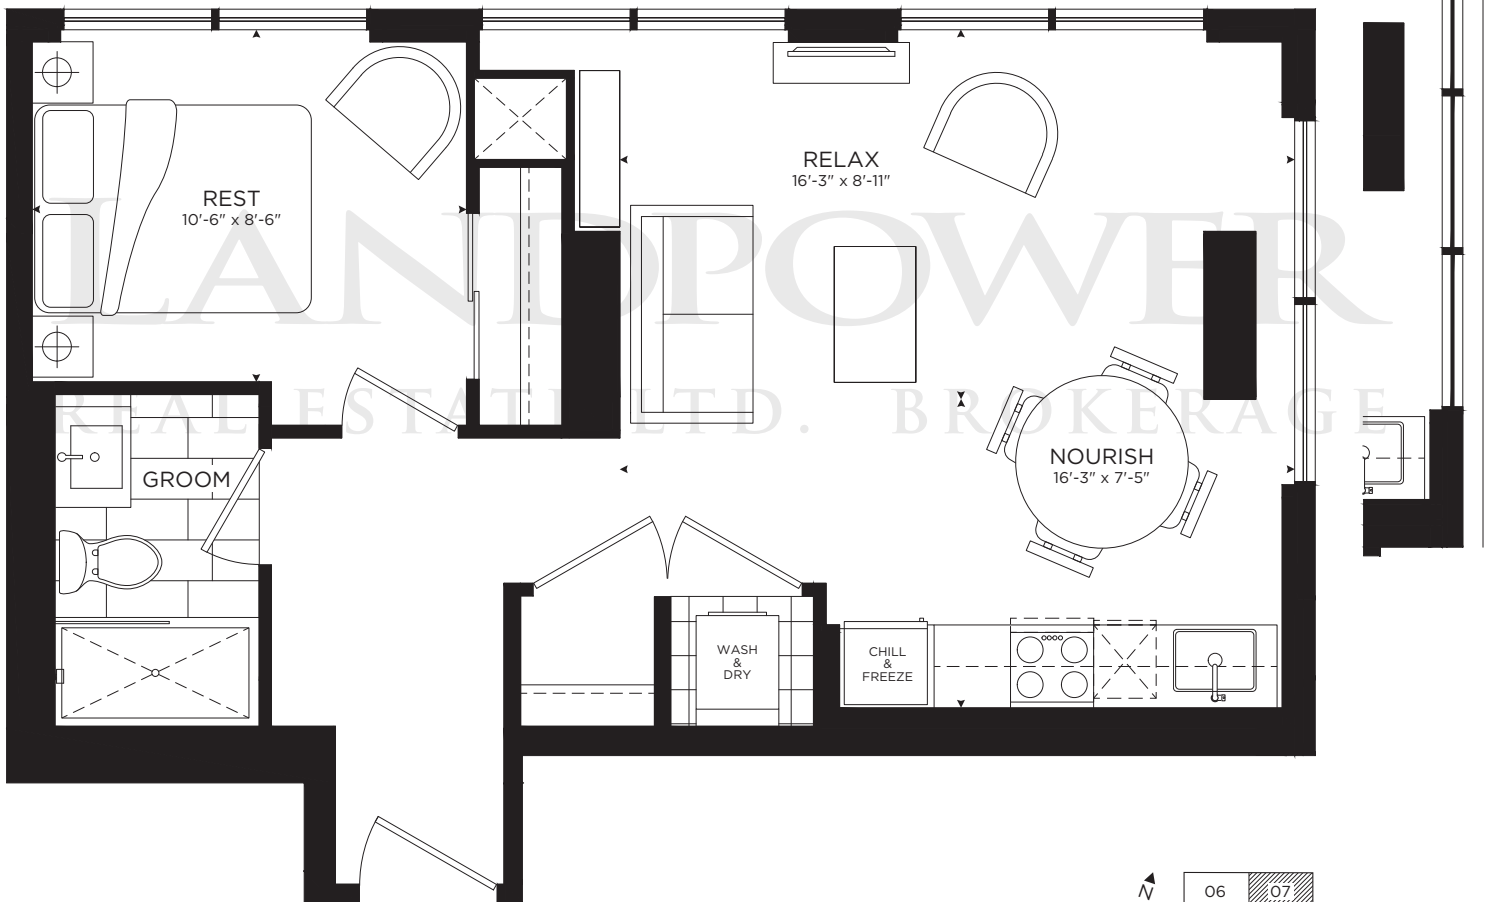 REST
10'-6" x 8'-6"
RELAX
16'-3" x 8'-11"
LANDPOWER
REAL ESTATE LTD. BROKERAGE
GROOM
NOURISH
16'-3" x 7'-5"
WASH
&
DRY
CHILL
&
FREEZE
N
06
07